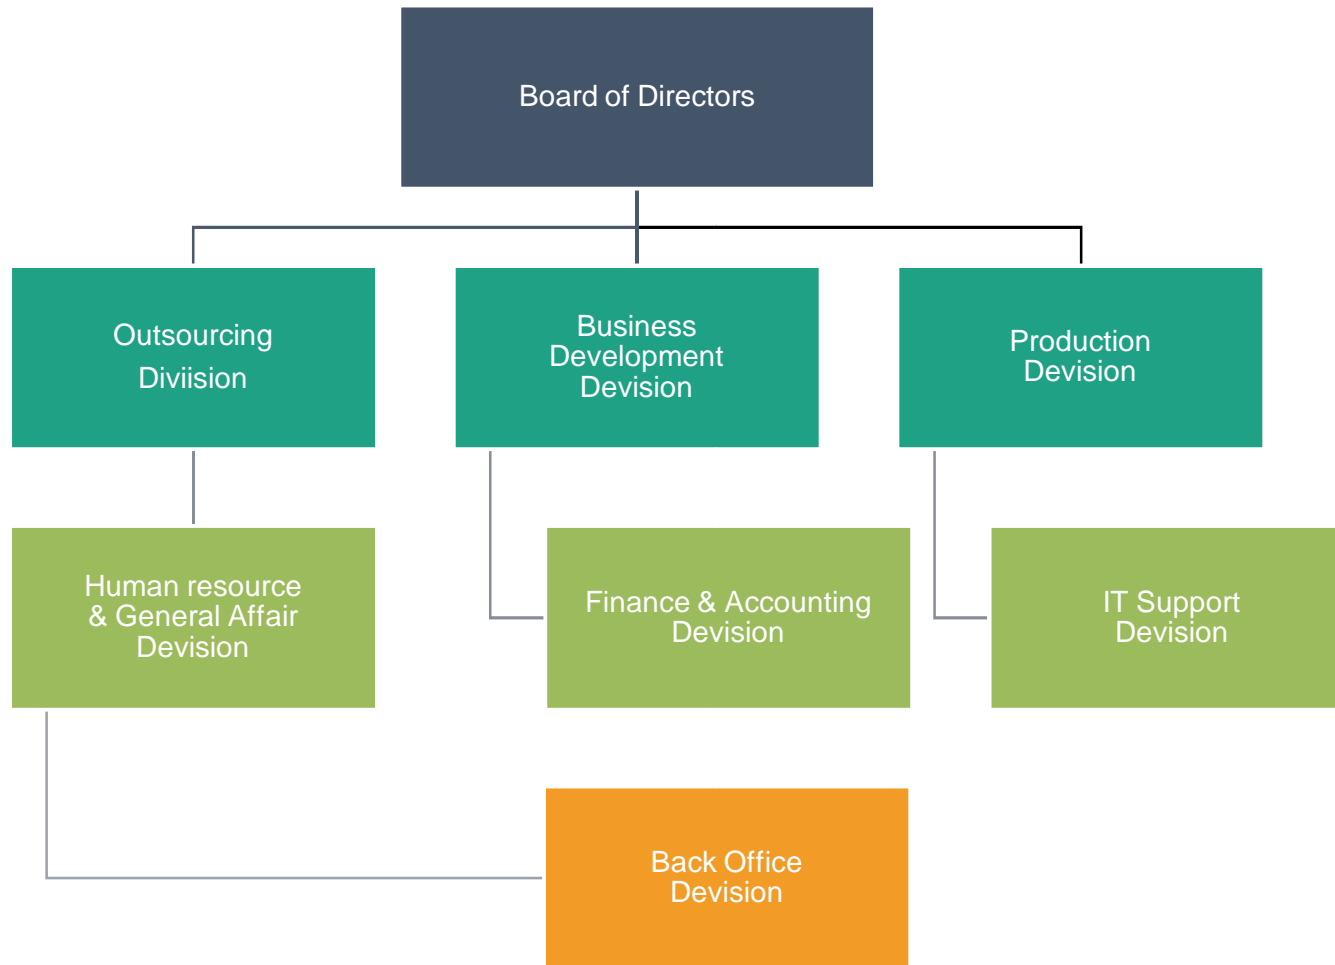 Board of Directors
Outsourcing
Diviision
Business
Development
Devision
Production
Devision
Human resource
& General Affair
Devision
Finance & Accounting
Devision
IT Support
Devision
Back Office
Devision